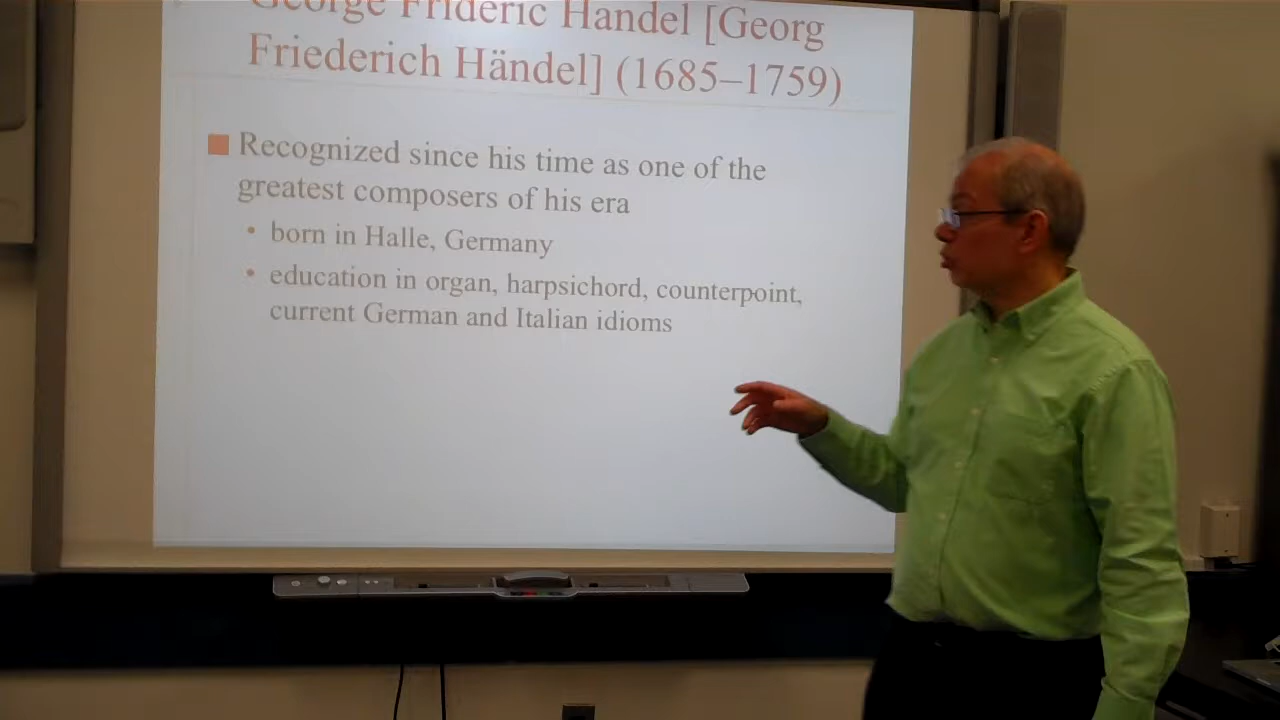 George Frideric Handel [Georg
Friederich Händel] (1685–1759)
Recognized since his time as one of the
greatest composers of his era
• born in Halle, Germany
• education in organ, harpsichord, counterpoint,
current German and Italian idioms